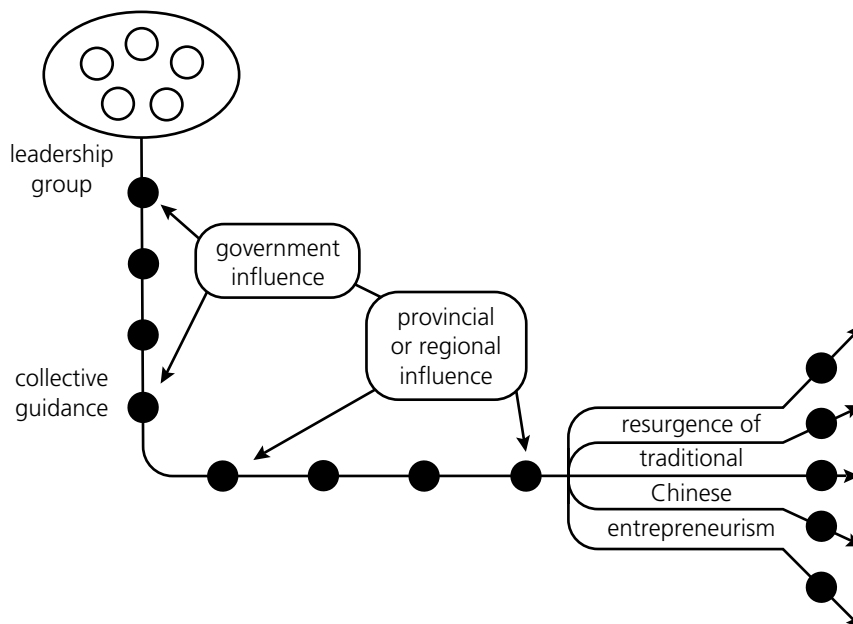 leadership
group
government
influence
provincial
or regional
influence
collective
guidance
resurgence of
traditional
Chinese
entrepreneurism